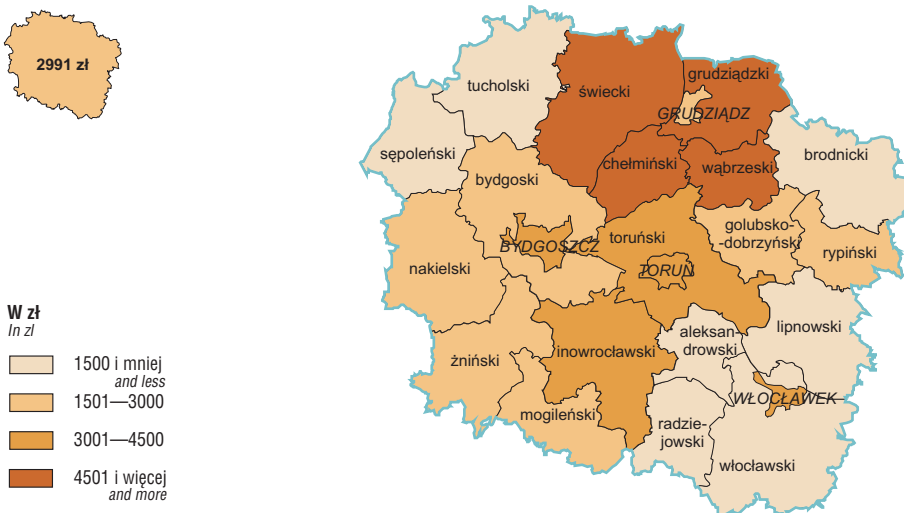 2991 zł
tucholski
świecki
grudziądzki
GRUDZIĄDZ
sępoleński
bydgoski
chełmiński
wąbrzeski
brodnicki
BYDGOSZCZ
toruński
golubsko-
-dobrzyński
rypiński
nakielski
TORUŃ
lipnowski
aleksan-
drowski
żniński
inowrocławski
WŁOCŁAWEK
mogileński
radzie-
jowski
włocławski
W zł
In zl
1500 i mniej
and less
1501—3000
3001—4500
4501 i więcej
and more